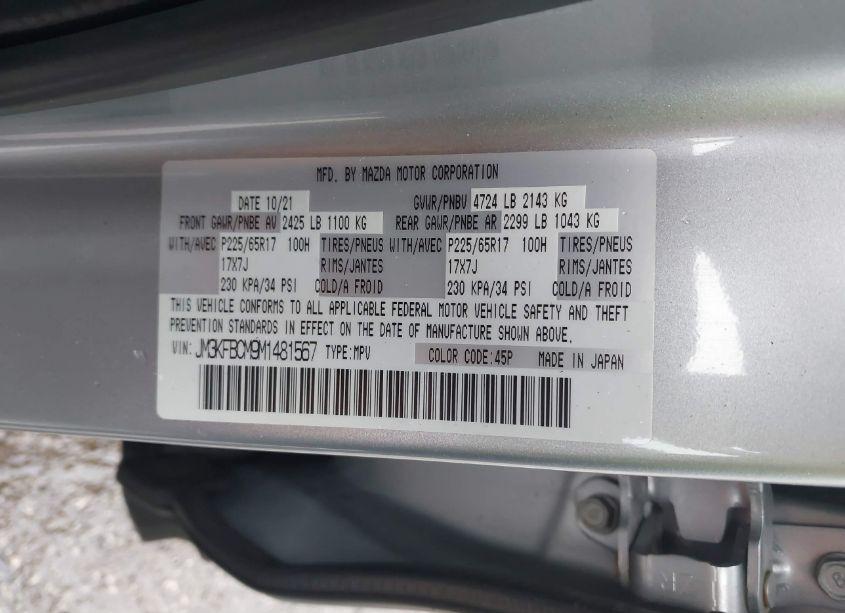 MFD. BY MAZDA MOTOR CORPORATION
DATE 10/21 GVWR/PNBV 4724 LB 2143 KG
FRONT GAWR/PNBE AV 2425 LB 1100 KG REAR GAWR/PNBE AR 2299 LB 1043 KG
WITH/AVEC P225/65R17 100H TIRES/PNEUS WITH/AVEC P225/65R17 100H TIRES/PNEUS
17X7J RIMS/JANTES 17X7J RIMS/JANTES
230 KPA/34 PSI COLD/A FROID 230 KPA/34 PSI COLD/A FROID
THIS VEHICLE CONFORMS TO ALL APPLICABLE FEDERAL MOTOR VEHICLE SAFETY AND THEFT
PREVENTION STANDARDS IN EFFECT ON THE DATE OF MANUFACTURE SHOWN ABOVE.
VIN: JM3KFBCM9M1481567 TYPE:MPV COLOR CODE:45P MADE IN JAPAN